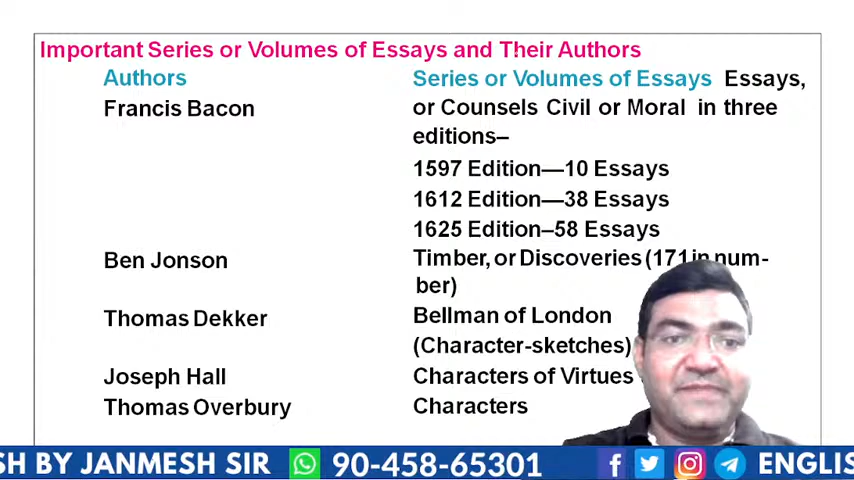 Important Series or Volumes of Essays and Their Authors
Authors Series or Volumes of Essays Essays,
Francis Bacon or Counsels Civil or Moral in three
editions–
1597 Edition—10 Essays
1612 Edition—38 Essays
1625 Edition–58 Essays
Ben Jonson Timber, or Discoveries (171 in num-
ber)
Thomas Dekker Bellman of London
(Character-sketches)
Joseph Hall Characters of Virtues
Thomas Overbury Characters
SH BY JANMESH SIR 90-458-65301 ENGLIS